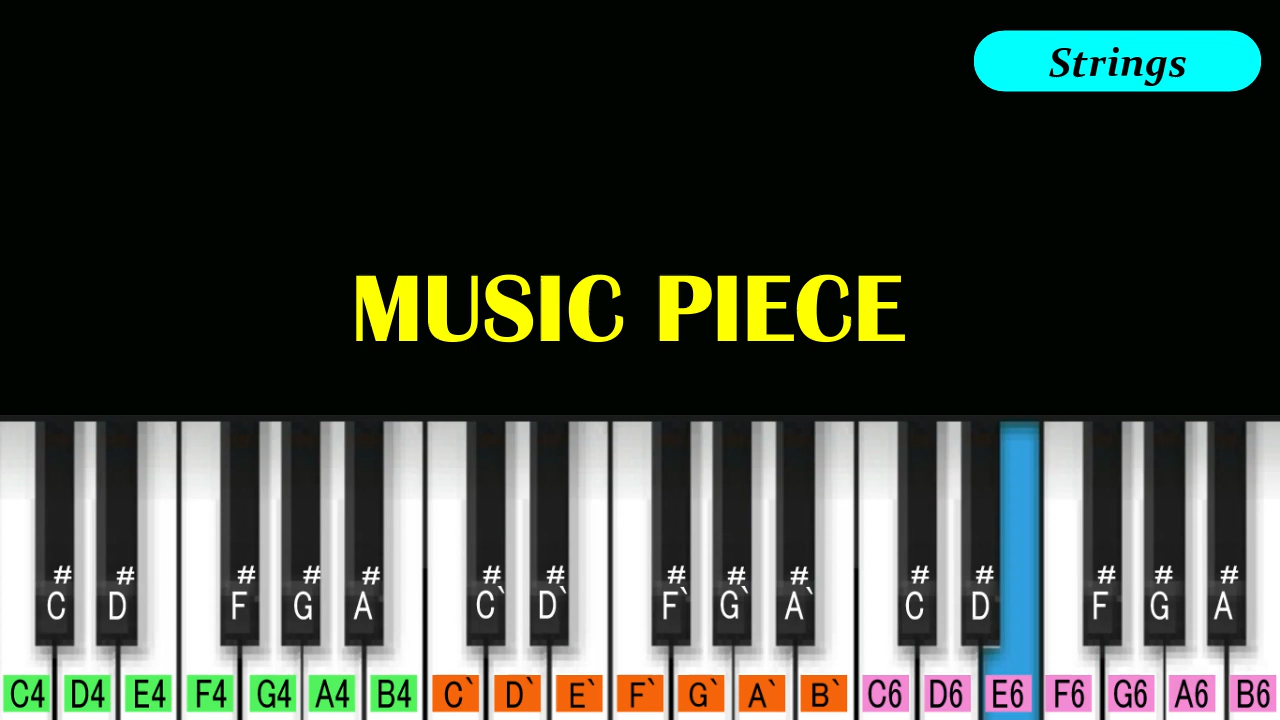 Strings
MUSIC PIECE
# # # # # # # # # # # # # # #
C D F G A C` D` F` G` A` C D F G A
C4 D4 E4 F4 G4 A4 B4 C` D` E` F` G` A` B` C6 D6 E6 F6 G6 A6 B6